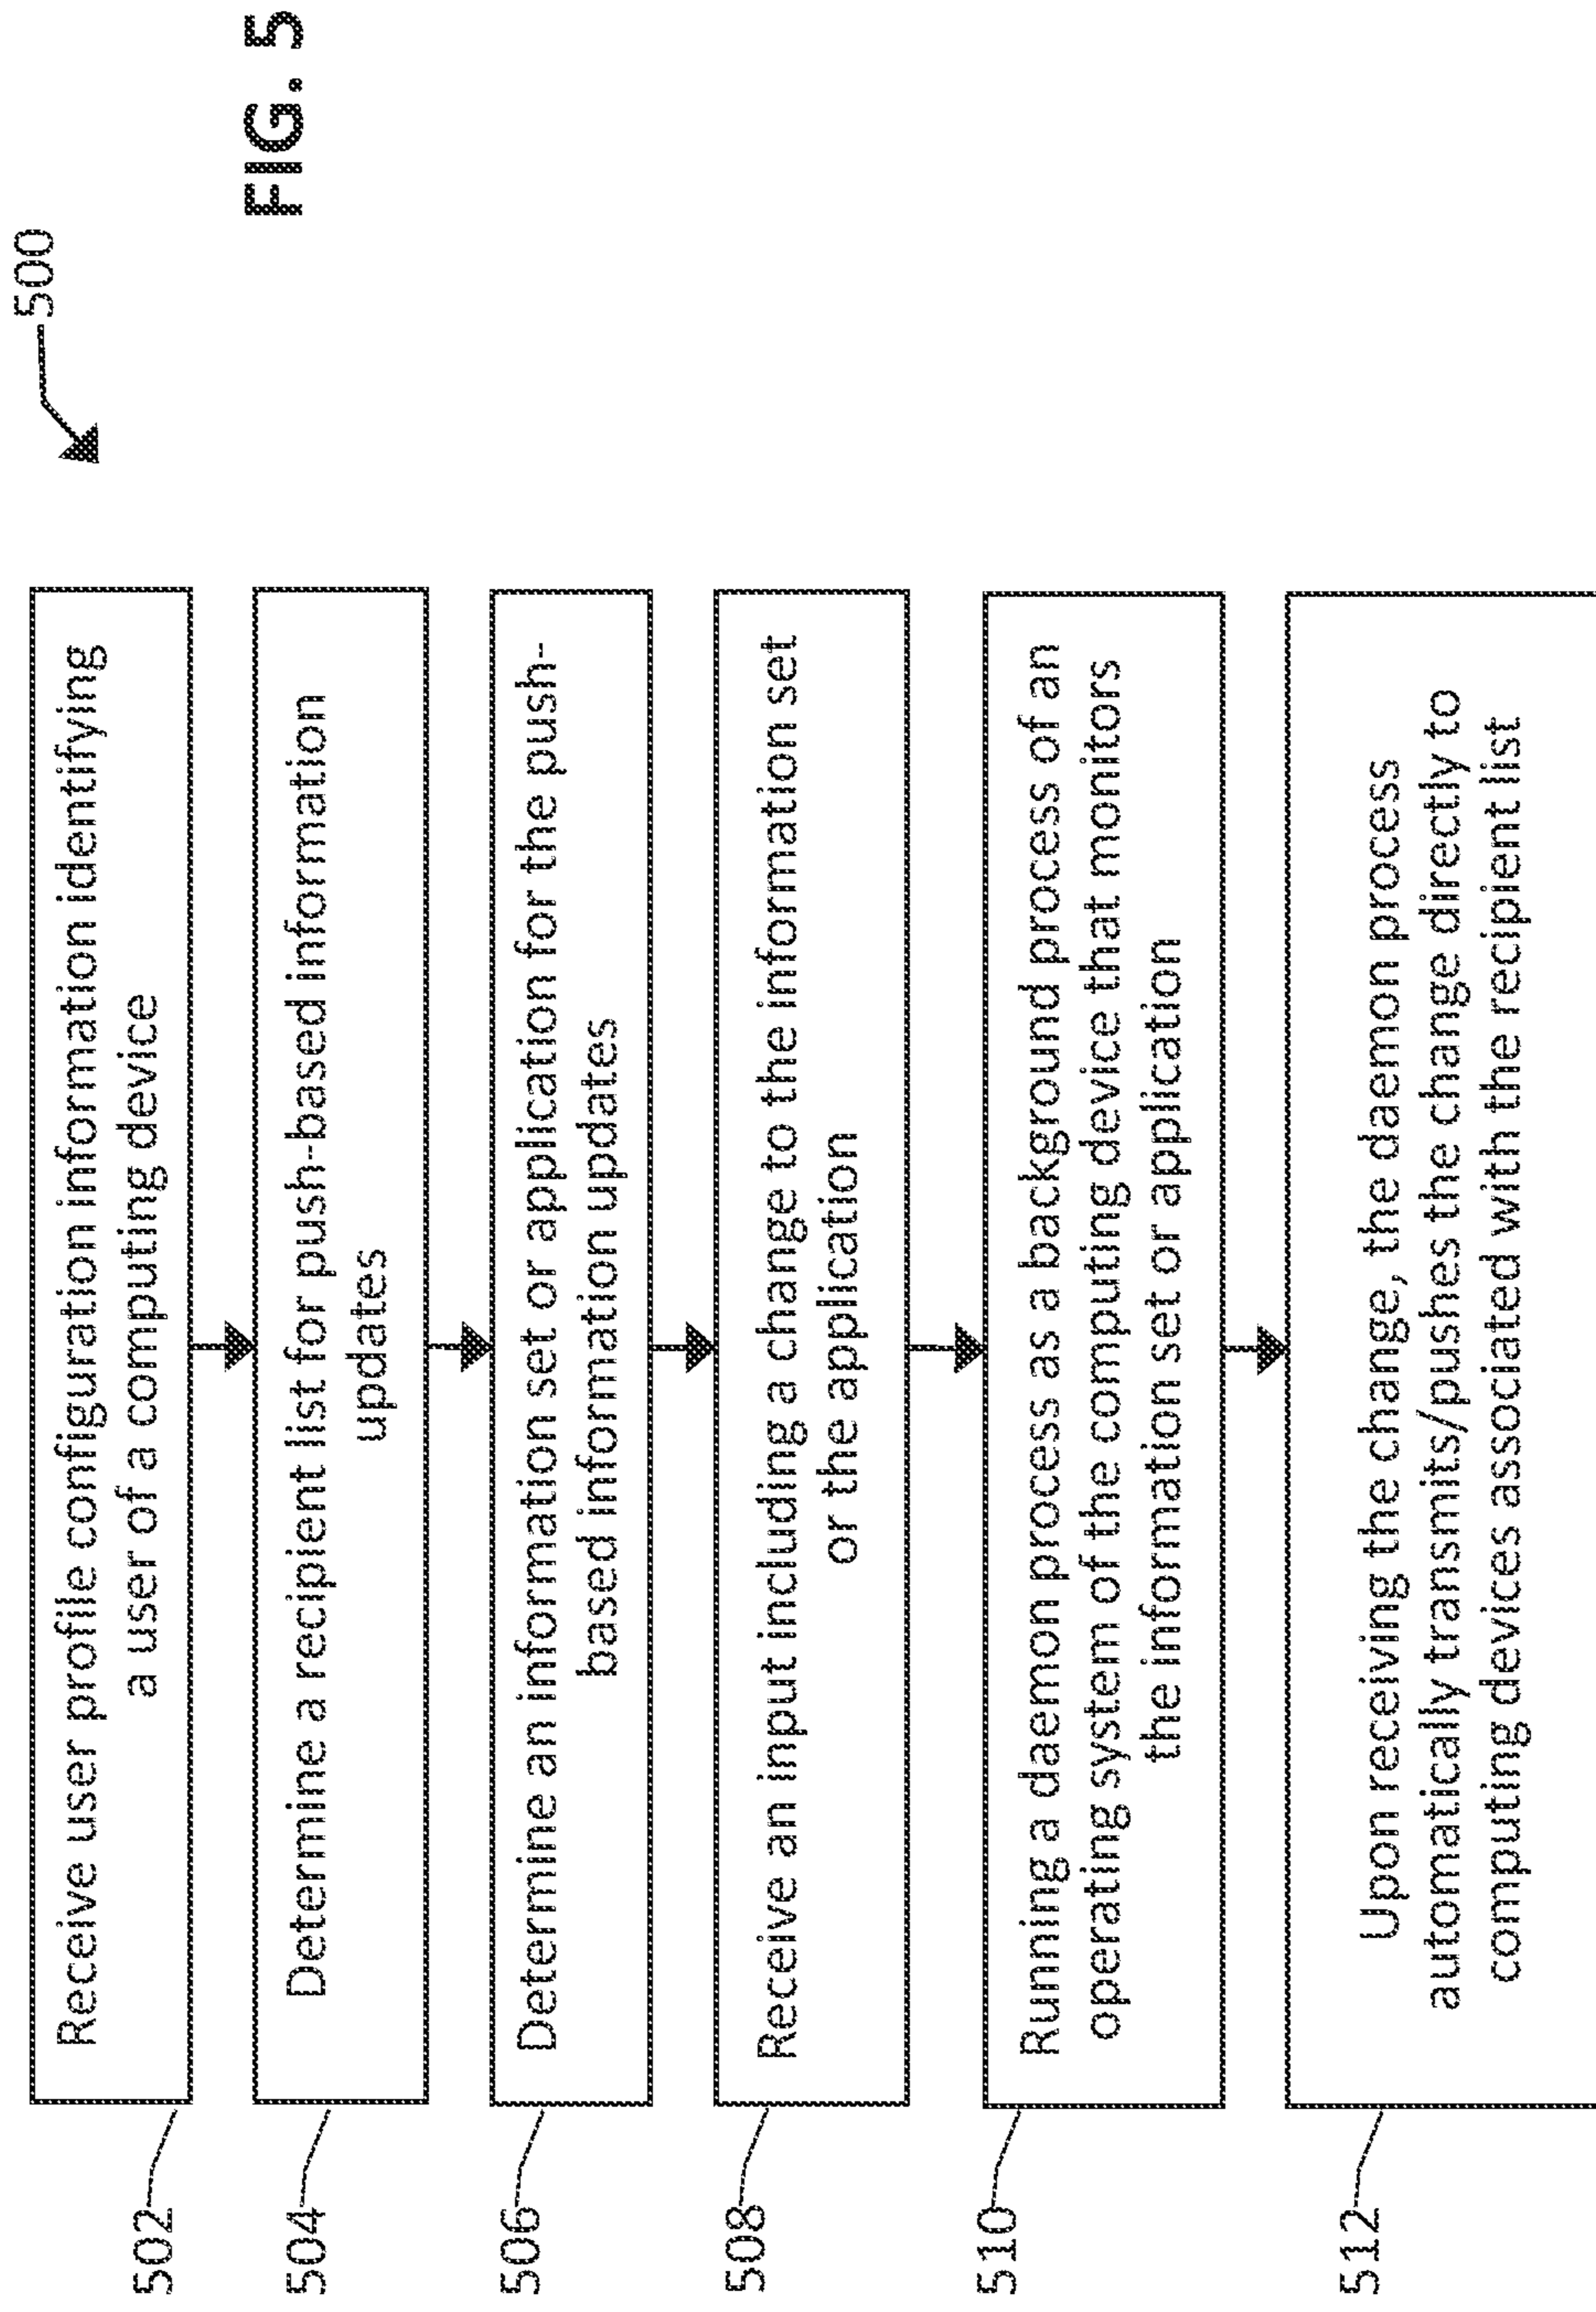 500
FIG. 5
502
Receive user profile configuration information identifying
a user of a computing device
504
Determine a recipient list for push-based information
updates
506
Determine an information set or application for the push-
based information updates
508
Receive an input including a change to the information set
or the application
510
Running a daemon process as a background process of an
operating system of the computing device that monitors
the information set or application
512
Upon receiving the change, the daemon process
automatically transmits/pushes the change directly to
computing devices associated with the recipient list